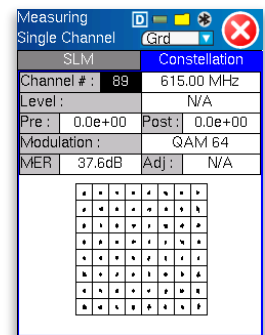 Measuring D
Single Channel (Grd
SLM Constellation
Channel # : 89 615.00 MHz
Level : N/A
Pre : 0.0e+00 Post : 0.0e+00
Modulation : QAM 64
MER 37.6dB Adj : N/A